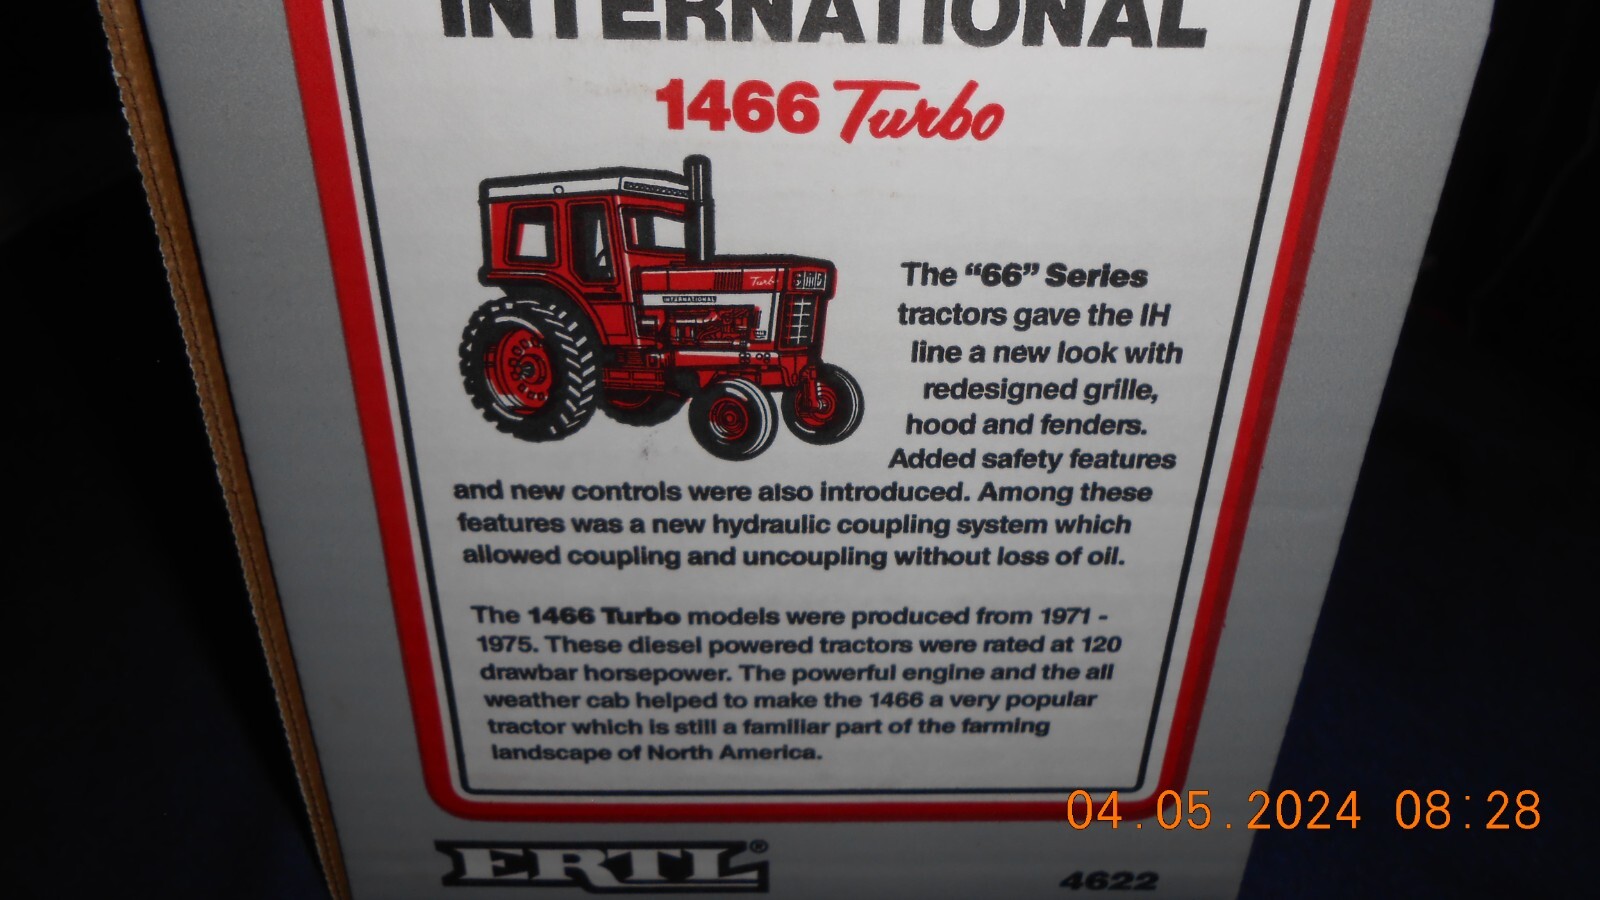 INTERNATIONAL
1466 Turbo
Turbo
INTERNATIONAL
The “66” Series
tractors gave the IH
line a new look with
redesigned grille,
hood and fenders.
Added safety features
and new controls were also introduced. Among these
features was a new hydraulic coupling system which
allowed coupling and uncoupling without loss of oil.
The 1466 Turbo models were produced from 1971 -
1975. These diesel powered tractors were rated at 120
drawbar horsepower. The powerful engine and the all
weather cab helped to make the 1466 a very popular
tractor which is still a familiar part of the farming
landscape of North America.
04.05.2024 08:28
ERTL®
4622